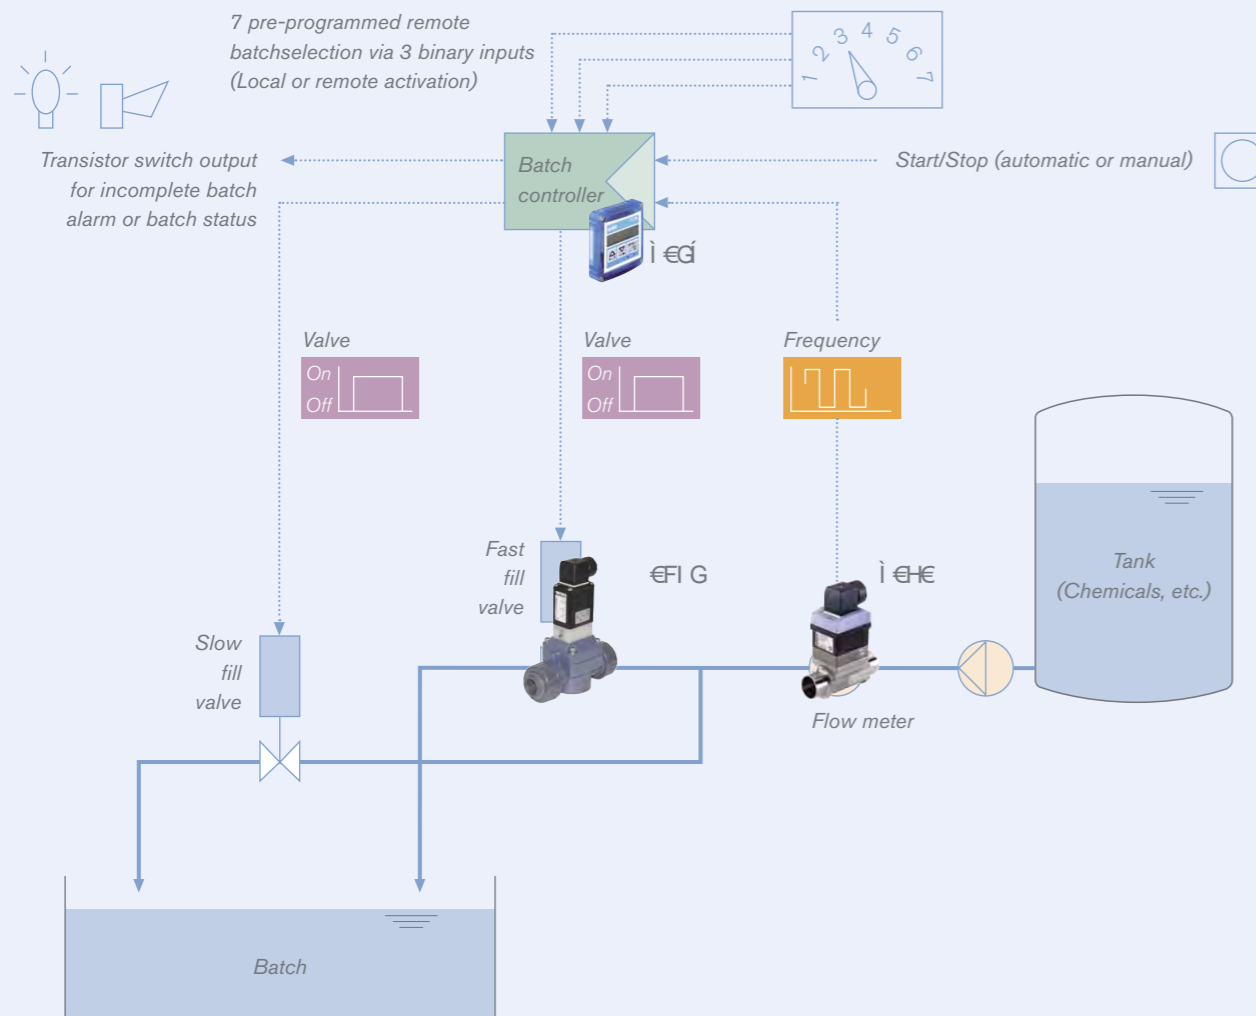 7 pre-programmed remote
batchselection via 3 binary inputs
(Local or remote activation)
1 2 3 4 5 6 7
Transistor switch output
for incomplete batch
alarm or batch status
Batch
controller
Start/Stop (automatic or manual)
Ì €GÍ
Valve
On
Off
Valve
On
Off
Frequency
Fast
fill
valve
€FI G
Ì €H€
Tank
(Chemicals, etc.)
Slow
fill
valve
Flow meter
Batch